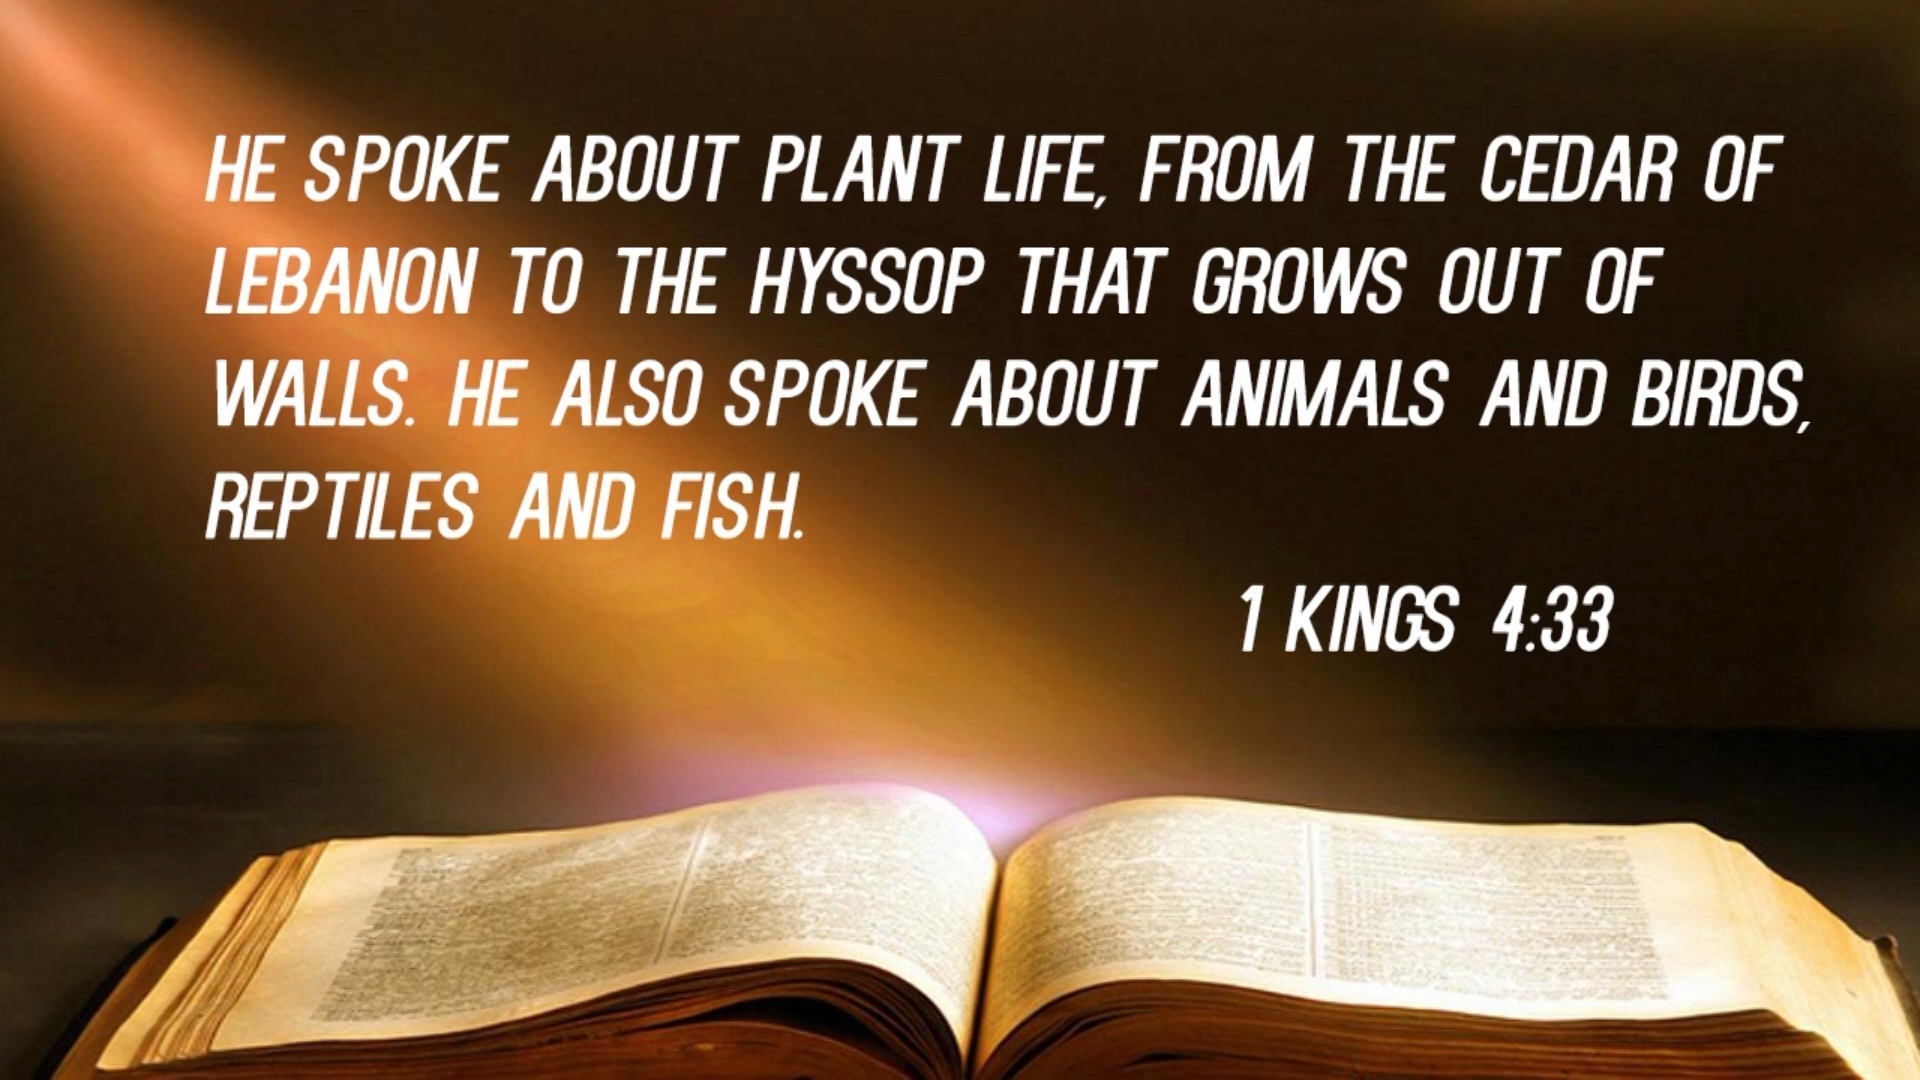 HE SPOKE ABOUT PLANT LIFE, FROM THE CEDAR OF
LEBANON TO THE HYSSOP THAT GROWS OUT OF
WALLS. HE ALSO SPOKE ABOUT ANIMALS AND BIRDS,
REPTILES AND FISH.
1 KINGS 4:33